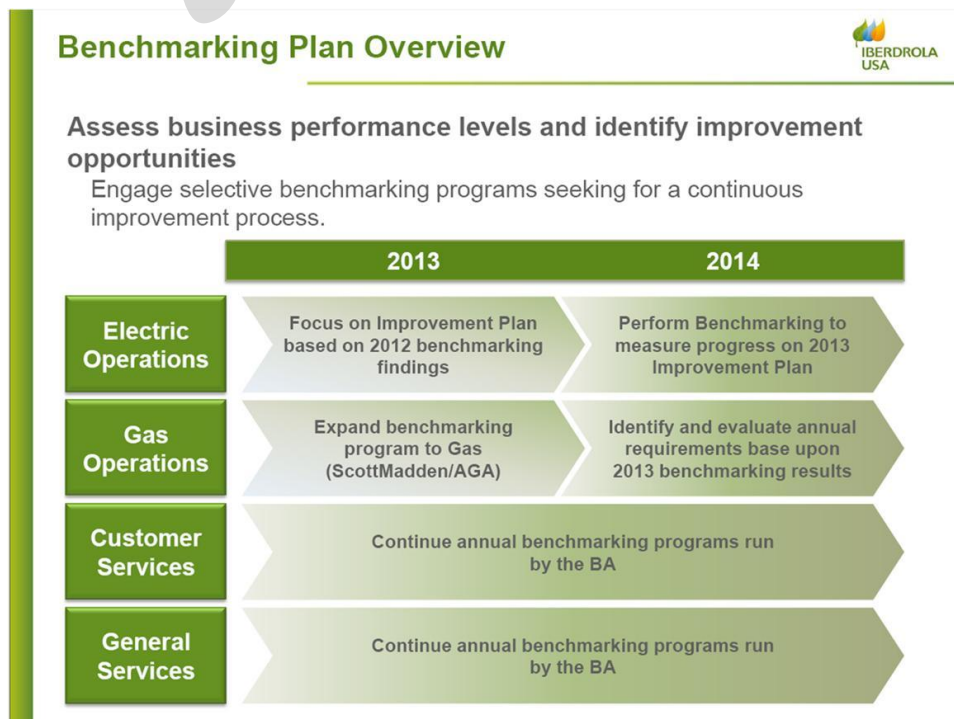 Benchmarking Plan Overview
IBERDROLA
USA
Assess business performance levels and identify improvement
opportunities
Engage selective benchmarking programs seeking for a continuous
improvement process.
2013
2014
Electric
Operations
Focus on Improvement Plan
based on 2012 benchmarking
findings
Perform Benchmarking to
measure progress on 2013
Improvement Plan
Gas
Operations
Expand benchmarking
program to Gas
(ScottMadden/AGA)
Identify and evaluate annual
requirements base upon
2013 benchmarking results
Customer
Services
Continue annual benchmarking programs run
by the BA
General
Services
Continue annual benchmarking programs run
by the BA